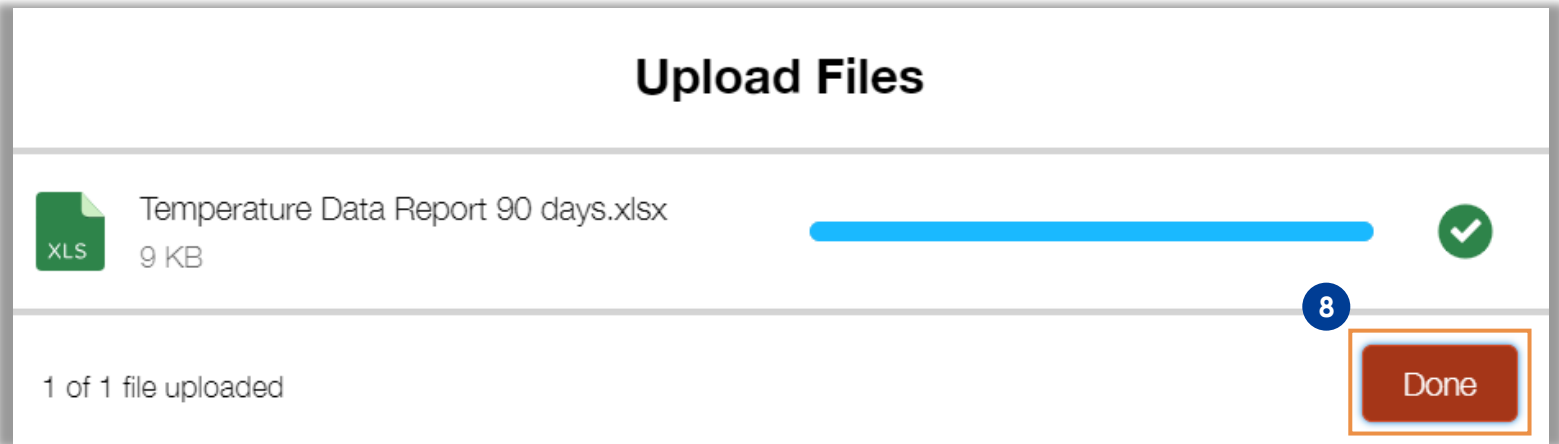 Upload Files
XLS
Temperature Data Report 90 days.xlsx
9 KB
8
1 of 1 file uploaded
Done